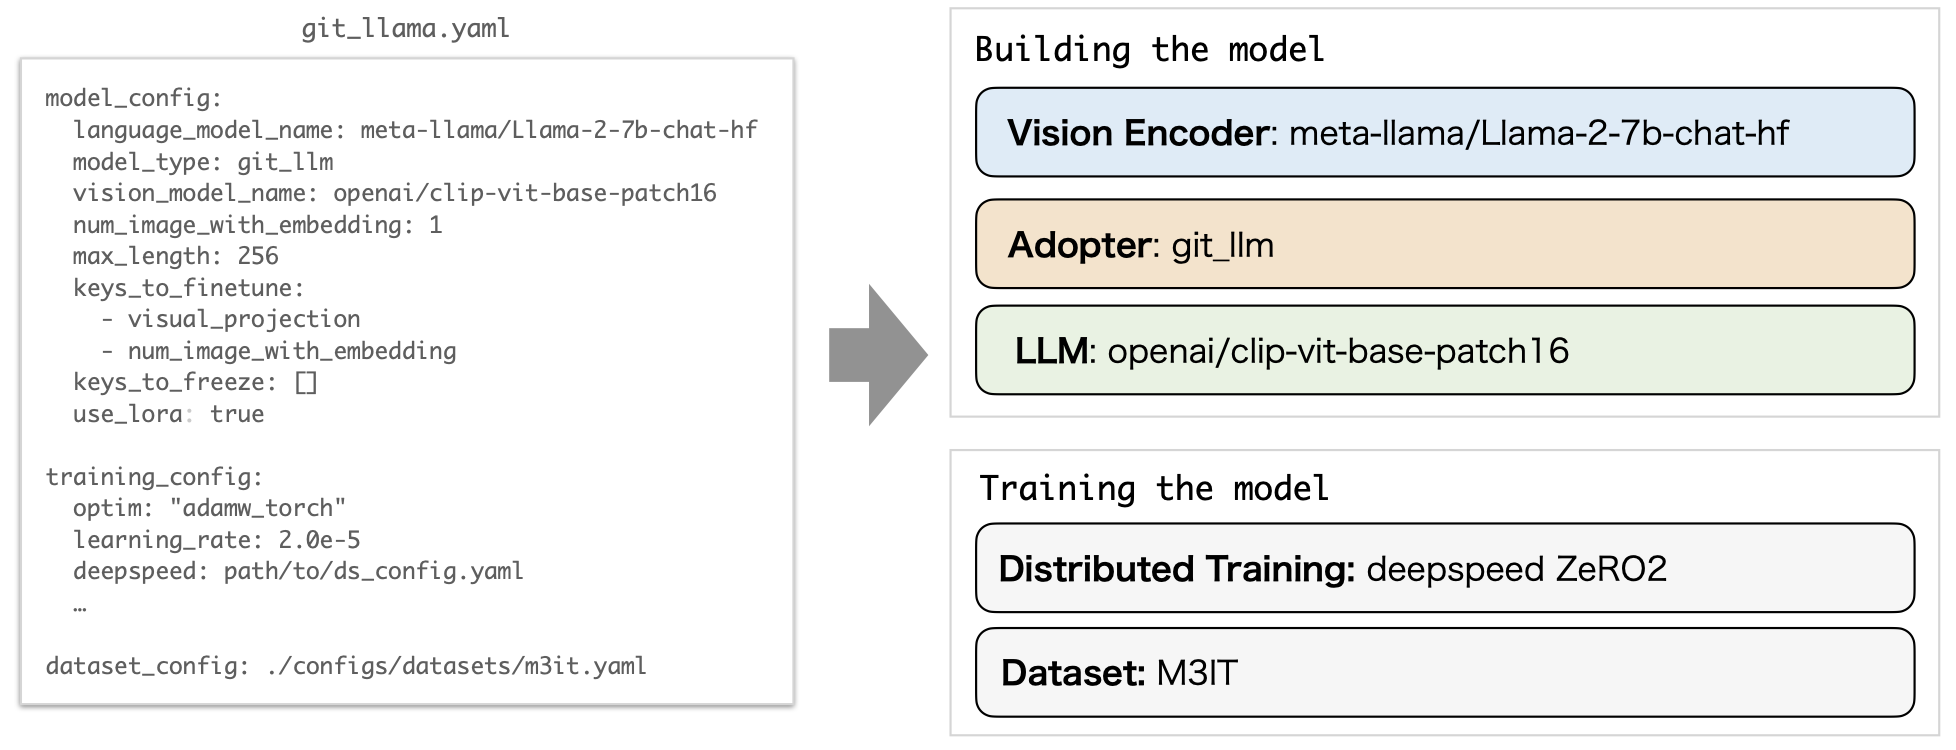 git_llama.yaml
model_config:
  language_model_name: meta-llama/Llama-2-7b-chat-hf
  model_type: git_llm
  vision_model_name: openai/clip-vit-base-patch16
  num_image_with_embedding: 1
  max_length: 256
  keys_to_finetune:
    - visual_projection
    - num_image_with_embedding
  keys_to_freeze: []
  use_lora: true
training_config:
  optim: "adamw_torch"
  learning_rate: 2.0e-5
  deepspeed: path/to/ds_config.yaml
  …
dataset_config: ./configs/datasets/m3it.yaml
Building the model
Vision Encoder: meta-llama/Llama-2-7b-chat-hf
Adopter: git_llm
LLM: openai/clip-vit-base-patch16
Training the model
Distributed Training: deepspeed ZeRO2
Dataset: M3IT